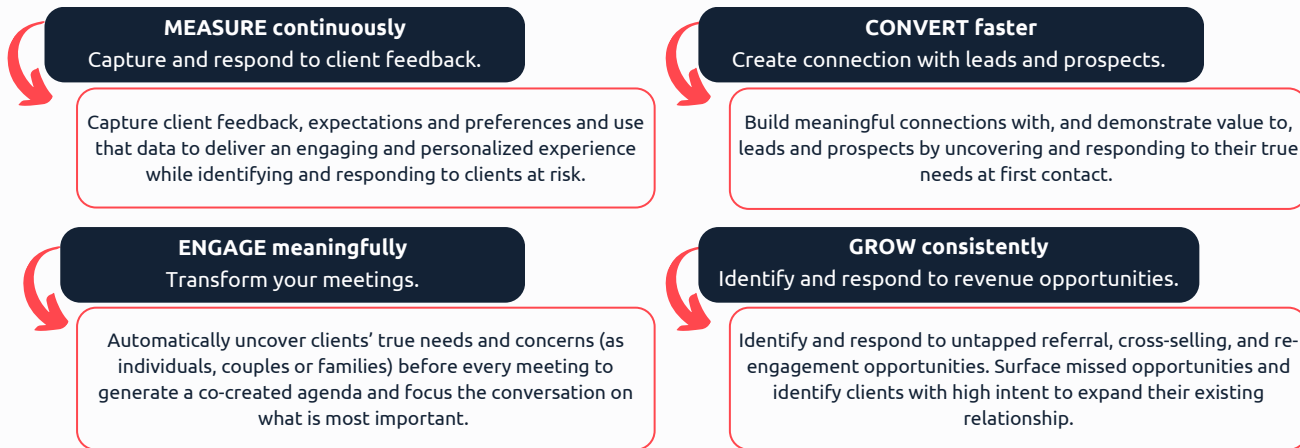 MEASURE continuously
Capture and respond to client feedback.
Capture client feedback, expectations and preferences and use
that data to deliver an engaging and personalized experience
while identifying and responding to clients at risk.
CONVERT faster
Create connection with leads and prospects.
Build meaningful connections with, and demonstrate value to,
leads and prospects by uncovering and responding to their true
needs at first contact.
ENGAGE meaningfully
Transform your meetings.
Automatically uncover clients’ true needs and concerns (as
individuals, couples or families) before every meeting to
generate a co-created agenda and focus the conversation on
what is most important.
GROW consistently
Identify and respond to revenue opportunities.
Identify and respond to untapped referral, cross-selling, and re-
engagement opportunities. Surface missed opportunities and
identify clients with high intent to expand their existing
relationship.